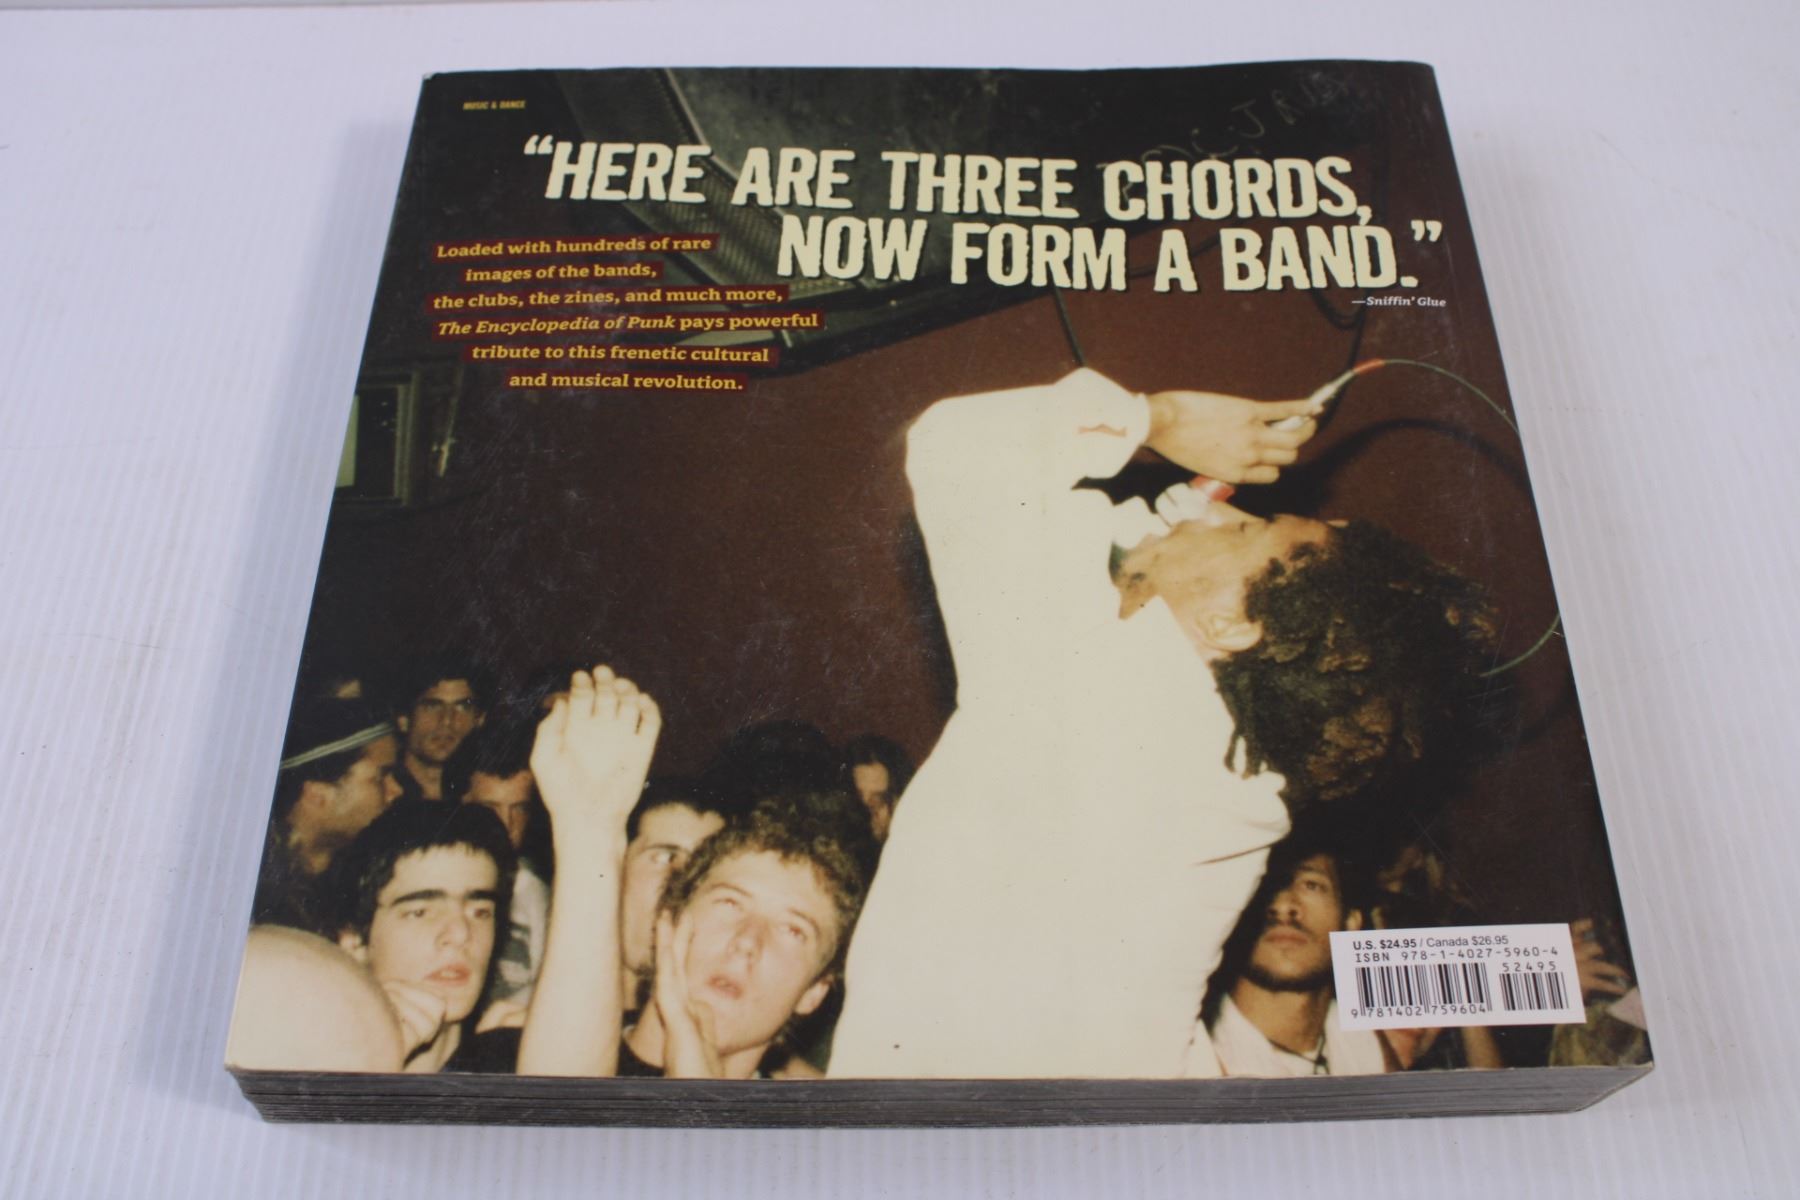 MUSIC & DANCE
“HERE ARE THREE CHORDS,
NOW FORM A BAND.”
—Sniffin’ Glue
Loaded with hundreds of rare
images of the bands,
the clubs, the zines, and much more,
The Encyclopedia of Punk pays powerful
tribute to this frenetic cultural
and musical revolution.
U.S. $24.95 / Canada $26.95
ISBN 978-1-4027-5960-4
52495
9 781402 759604